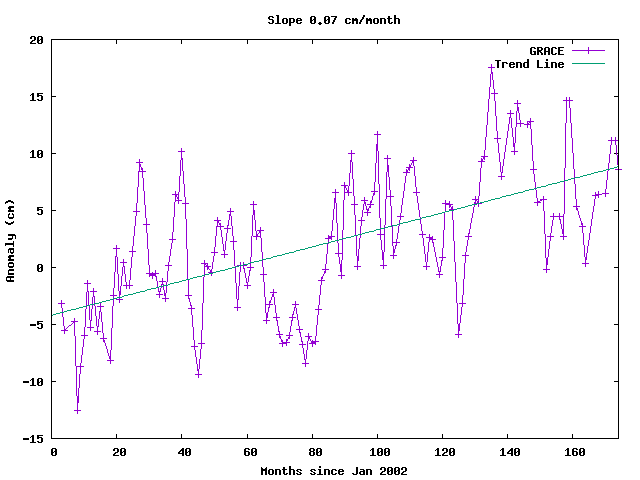 Slope 0.07 cm/month
GRACE
Trend Line
20
15
10
5
0
-5
-10
-15
Anomaly (cm)
0 20 40 60 80 100 120 140 160
Months since Jan 2002